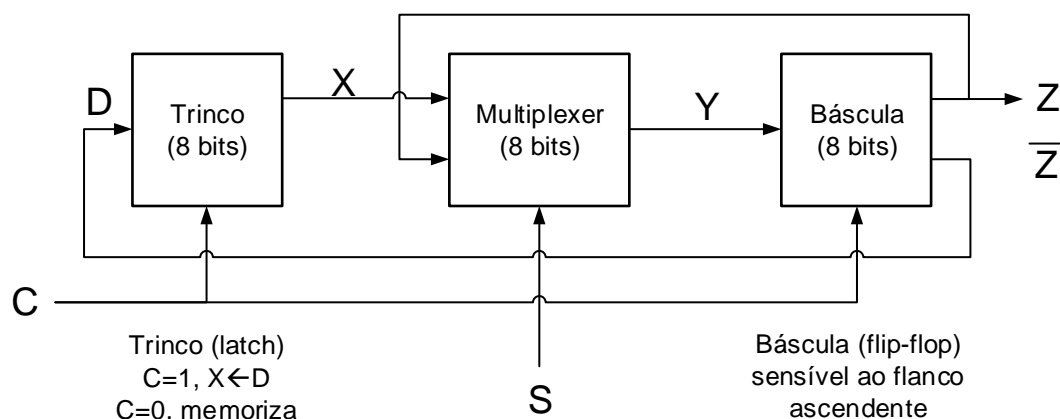 D
Trinco
(8 bits)
X
Multiplexer
(8 bits)
Y
Báscula
(8 bits)
Z
Z̅
C
S
Trinco (latch)
C=1, X←D
C=0, memoriza
Báscula (flip-flop)
sensível ao flanco
ascendente